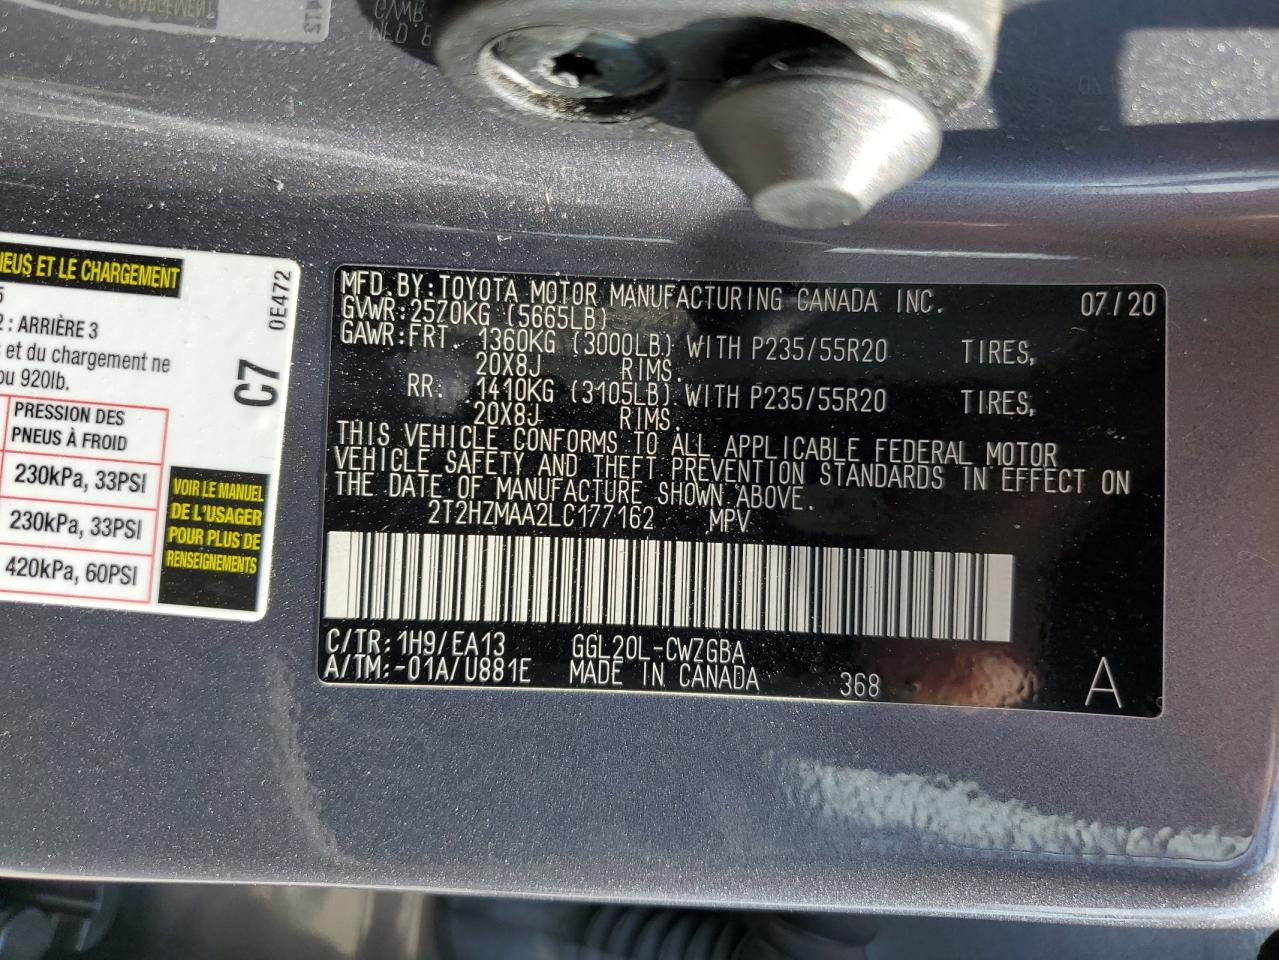 NEUS ET LE CHARGEMENT
5
2 : ARRIÈRE 3
s et du chargement ne
ou 920lb.
PRESSION DES
PNEUS À FROID
230kPa, 33PSI
230kPa, 33PSI
420kPa, 60PSI
0E472
C7
VOIR LE MANUEL
DE L'USAGER
POUR PLUS DE
RENSEIGNEMENTS
MFD.BY:TOYOTA MOTOR MANUFACTURING CANADA INC. 07/20
GVWR:2570KG (5665LB)
GAWR:FRT. 1360KG (3000LB) WITH P235/55R20 TIRES,
20X8J RIMS.
RR. 1410KG (3105LB) WITH P235/55R20 TIRES,
20X8J RIMS.
THIS VEHICLE CONFORMS TO ALL APPLICABLE FEDERAL MOTOR
VEHICLE SAFETY AND THEFT PREVENTION STANDARDS IN EFFECT ON
THE DATE OF MANUFACTURE SHOWN ABOVE.
2T2HZMAA2LC177162 MPV
C/TR:1H9/EA13 GGL20L-CWZGBA
A/TM:-01A/U881E MADE IN CANADA 368 A